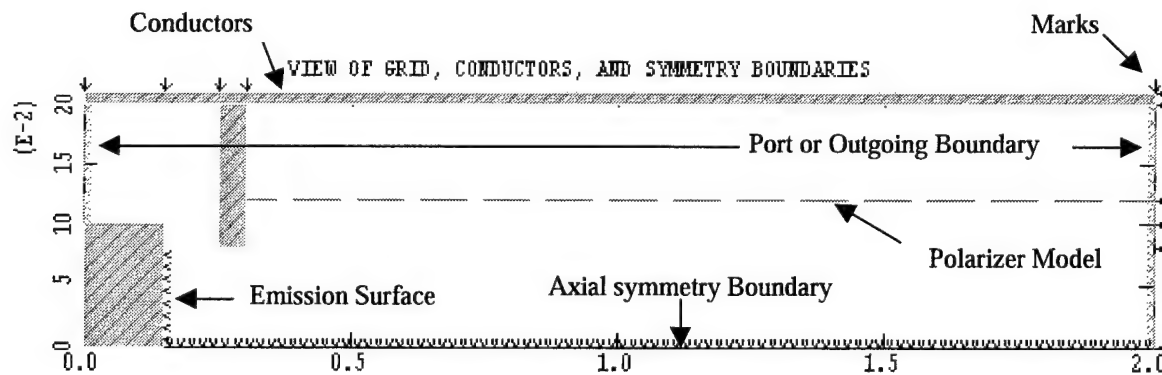 Conductors
Marks
VIEW OF GRID, CONDUCTORS, AND SYMMETRY BOUNDARIES
(E-2)
20
15
10
5
0
Port or Outgoing Boundary
Polarizer Model
Emission Surface
Axial symmetry Boundary
0.0 0.5 1.0 1.5 2.0